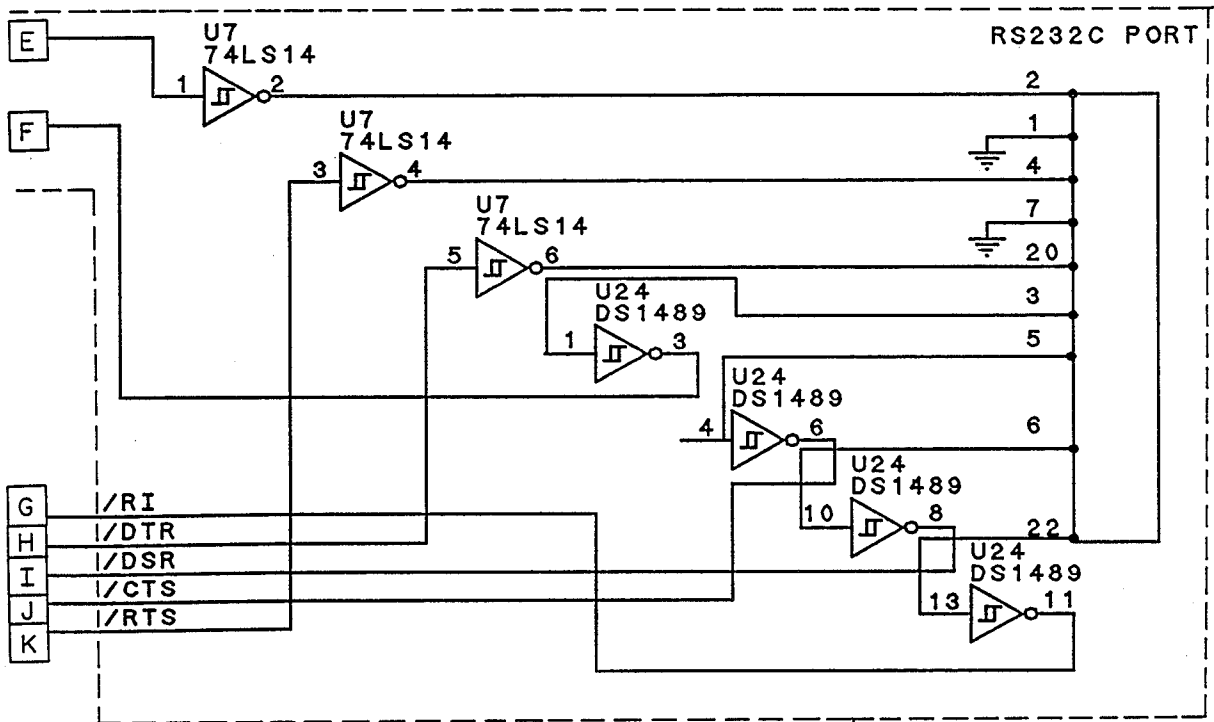 E
RS232C PORT
U7
74LS14
1
2
2
F
U7
74LS14
1
3
4
4
U7
74LS14
7
5
6
20
U24
DS1489
3
1
3
5
U24
DS1489
4
6
6
U24
DS1489
G
/RI
10
8
H
/DTR
22
I
/DSR
U24
DS1489
J
/CTS
13
11
K
/RTS